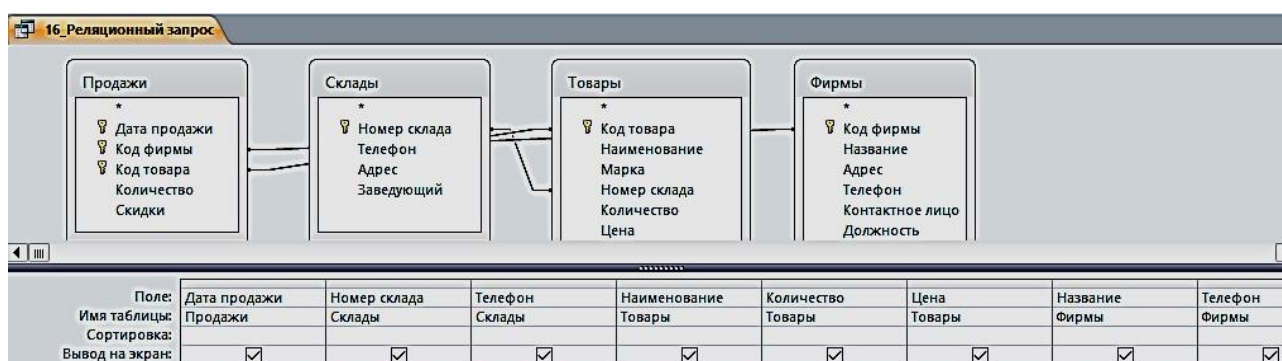 16_Реляционный запрос
Продажи
*
Дата продажи
Код фирмы
Код товара
Количество
Скидки
Склады
*
Номер склада
Телефон
Адрес
Заведующий
Товары
*
Код товара
Наименование
Марка
Номер склада
Количество
Цена
Фирмы
*
Код фирмы
Название
Адрес
Телефон
Контактное лицо
Должность
Поле: Дата продажи Номер склада Телефон Наименование Количество Цена Название Телефон
Имя таблицы: Продажи Склады Склады Товары Товары Товары Фирмы Фирмы
Сортировка:
Вывод на экран: